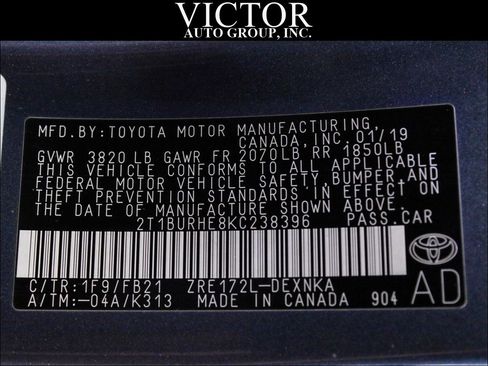 VICTOR
AUTO GROUP, INC.
MFD. BY: TOYOTA MOTOR MANUFACTURING,
CANADA, INC. 01/19
GVWR 3820 LB GAWR FR 2070LB RR 1850LB
THIS VEHICLE CONFORMS TO ALL APPLICABLE
FEDERAL MOTOR VEHICLE SAFETY, BUMPER, AND
THEFT PREVENTION STANDARDS IN EFFECT ON
THE DATE OF MANUFACTURE SHOWN ABOVE.
2T1BURHE8KC238396 PASS. CAR
C/TR: 1F9/FB21 ZRE172L-DEXNKA
A/TM: -04A/K313 MADE IN CANADA 904
AD